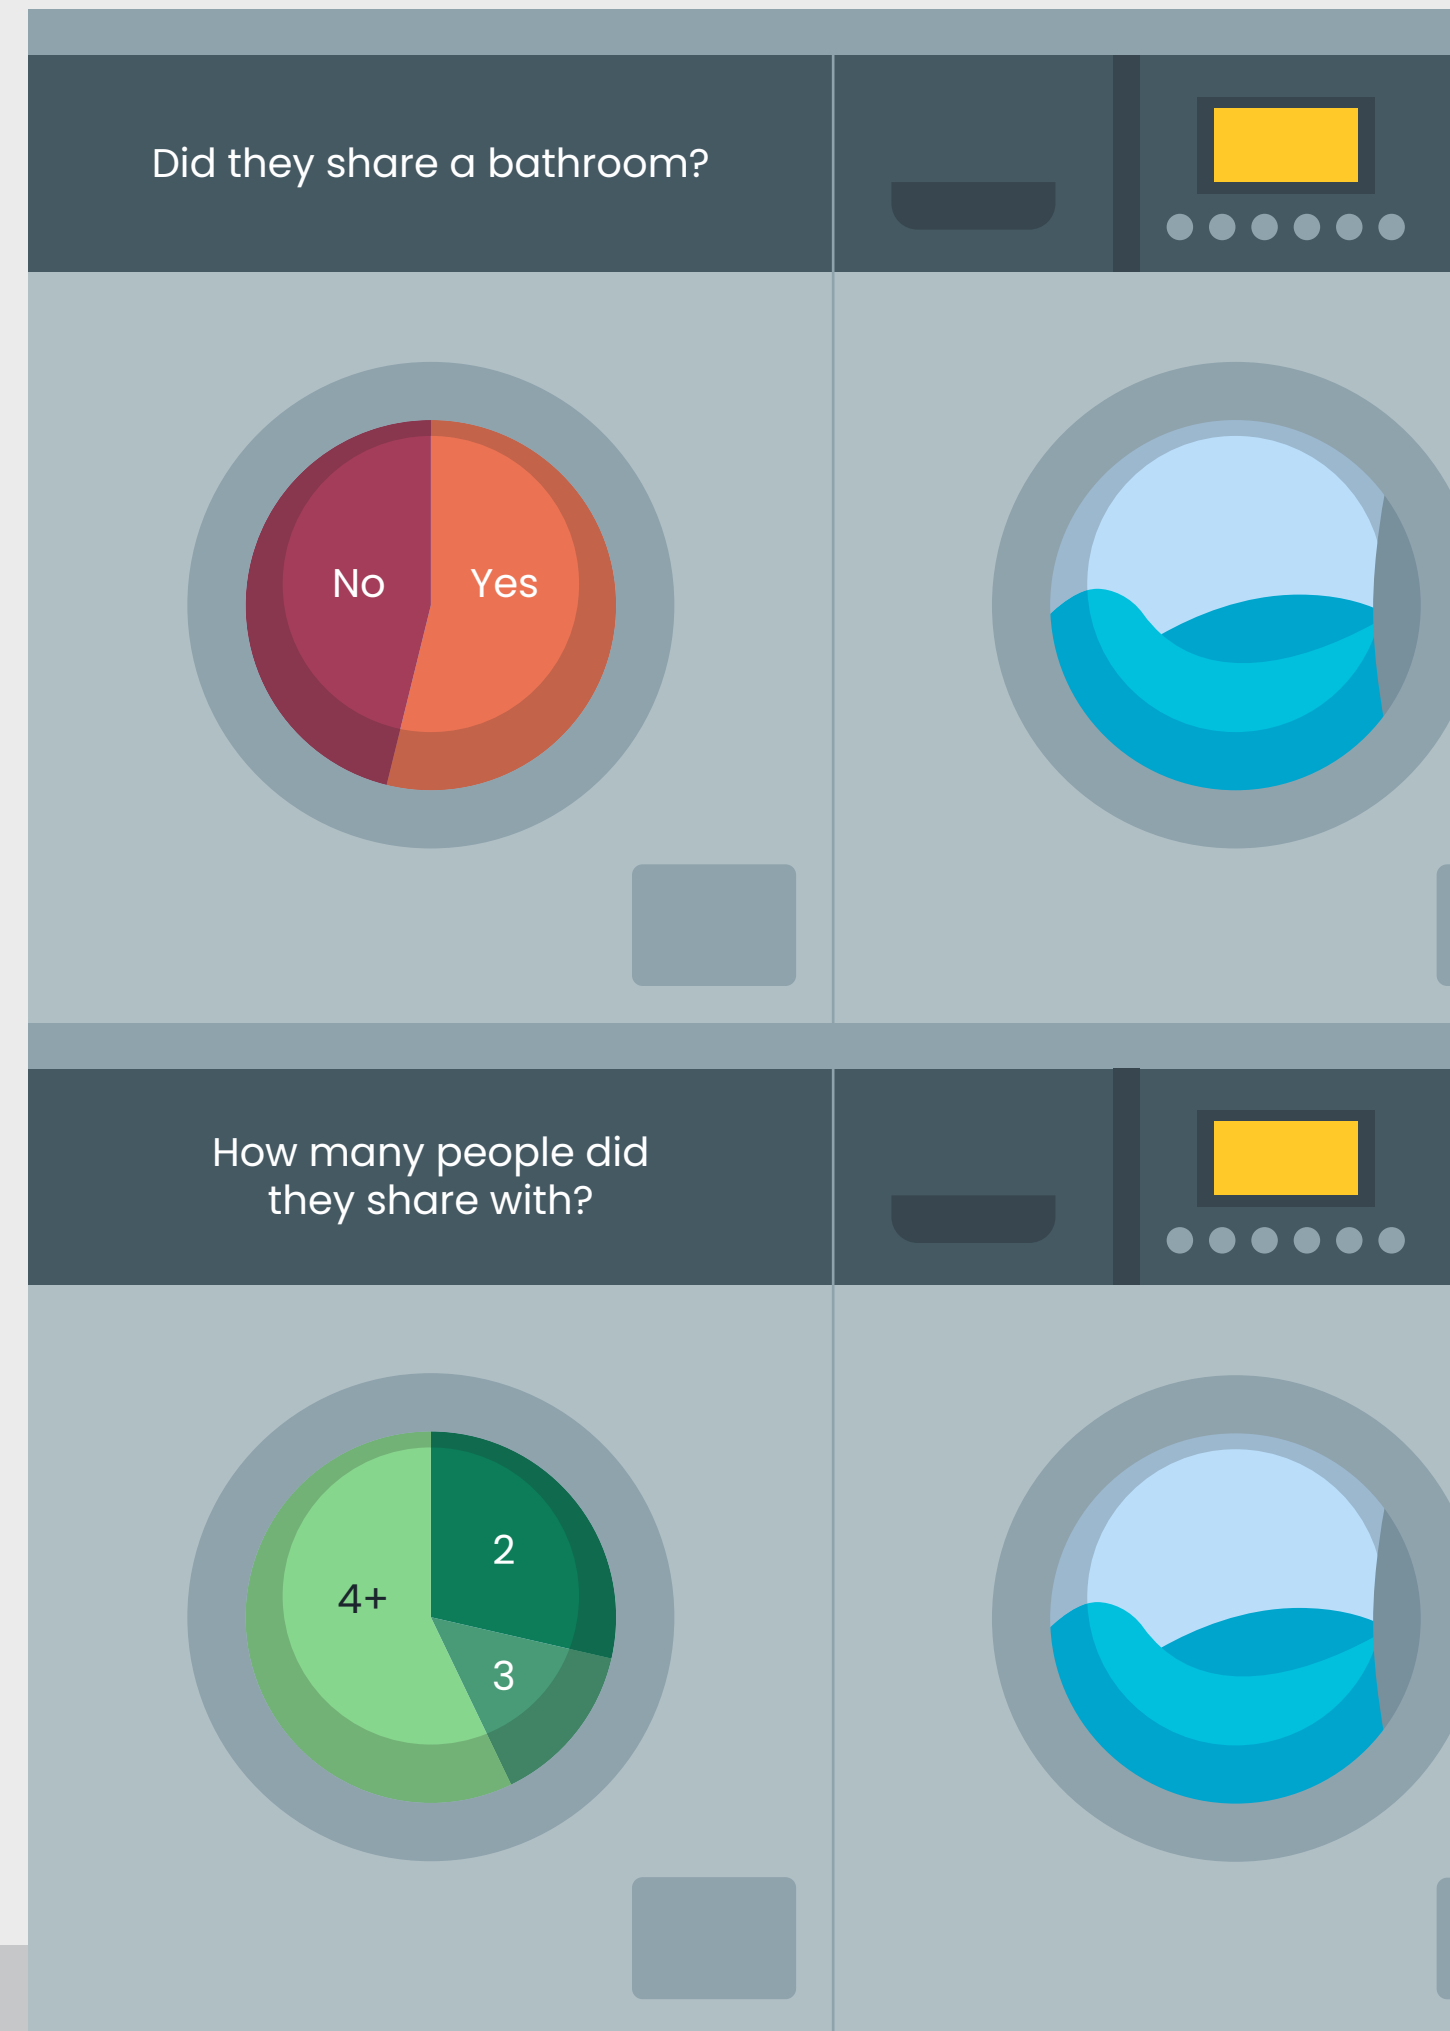 Did they share a bathroom?
No
Yes
How many people did
they share with?
2
4+
3